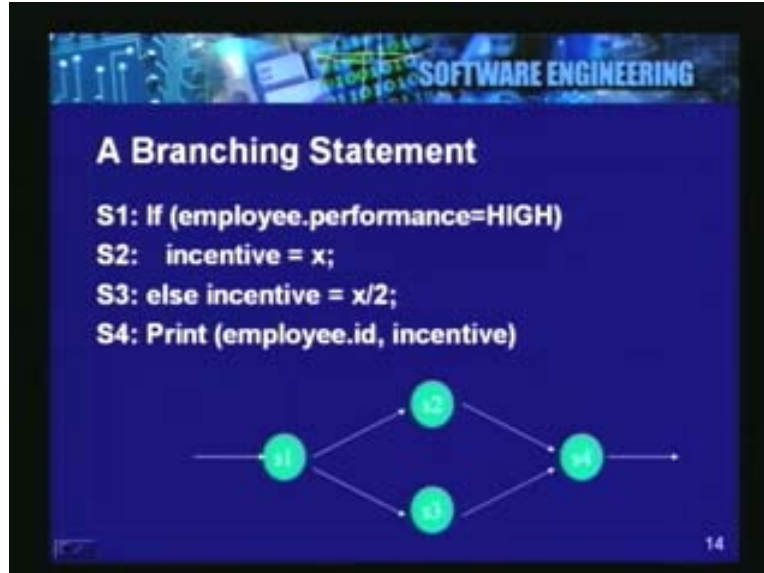 SOFTWARE ENGINEERING
A Branching Statement
S1: If (employee.performance=HIGH)
S2: incentive = x;
S3: else incentive = x/2;
S4: Print (employee.id, incentive)
s2
s1
s4
s3
14